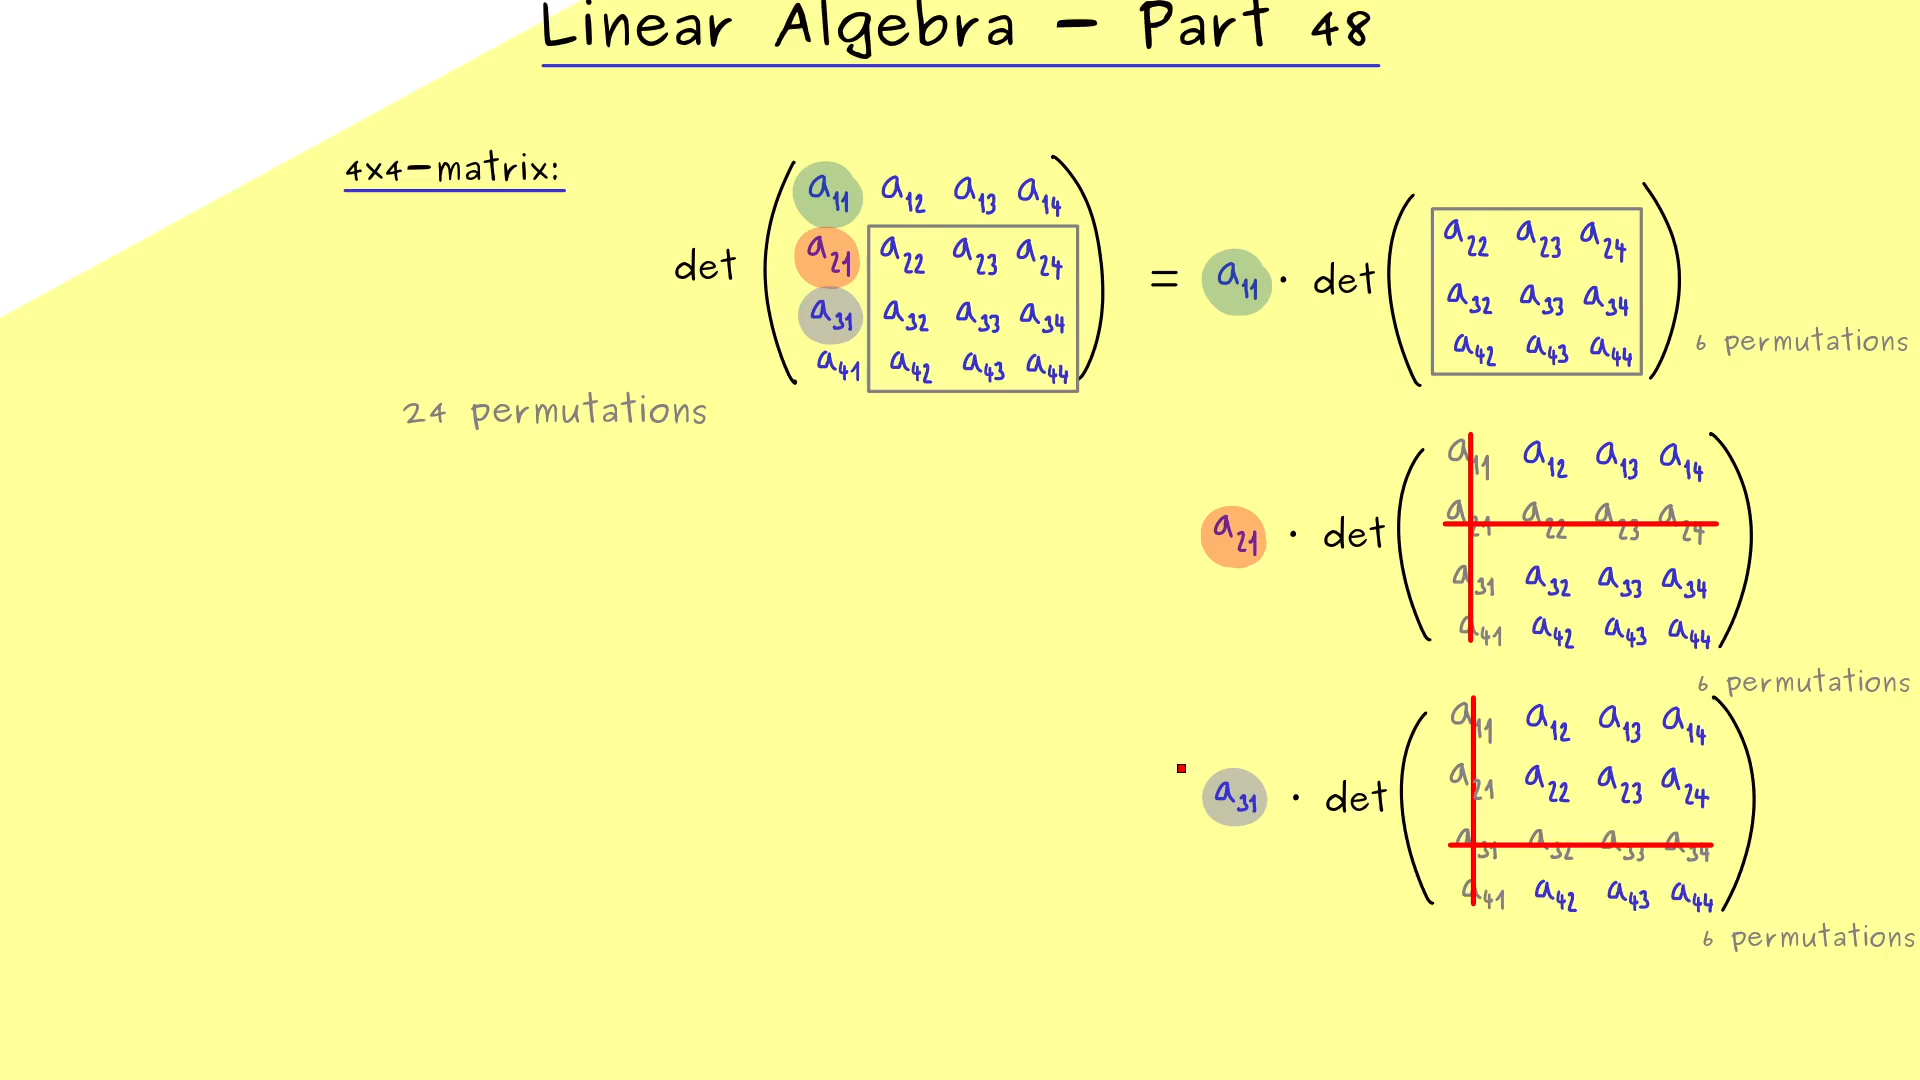 Linear Algebra – Part 48
4x4-matrix:
det ( a₁₁ a₁₂ a₁₃ a₁₄
a₂₁ a₂₂ a₂₃ a₂₄
a₃₁ a₃₂ a₃₃ a₃₄
a₄₁ a₄₂ a₄₃ a₄₄ )
24 permutations
= a₁₁ · det ( a₂₂ a₂₃ a₂₄
a₃₂ a₃₃ a₃₄
a₄₂ a₄₃ a₄₄ )
6 permutations
a₂₁ · det ( a₁₁ a₁₂ a₁₃ a₁₄
a₂₁ a₂₂ a₂₃ a₂₄
a₃₁ a₃₂ a₃₃ a₃₄
a₄₁ a₄₂ a₄₃ a₄₄ )
6 permutations
a₃₁ · det ( a₁₁ a₁₂ a₁₃ a₁₄
a₂₁ a₂₂ a₂₃ a₂₄
a₃₁ a₃₂ a₃₃ a₃₄
a₄₁ a₄₂ a₄₃ a₄₄ )
6 permutations